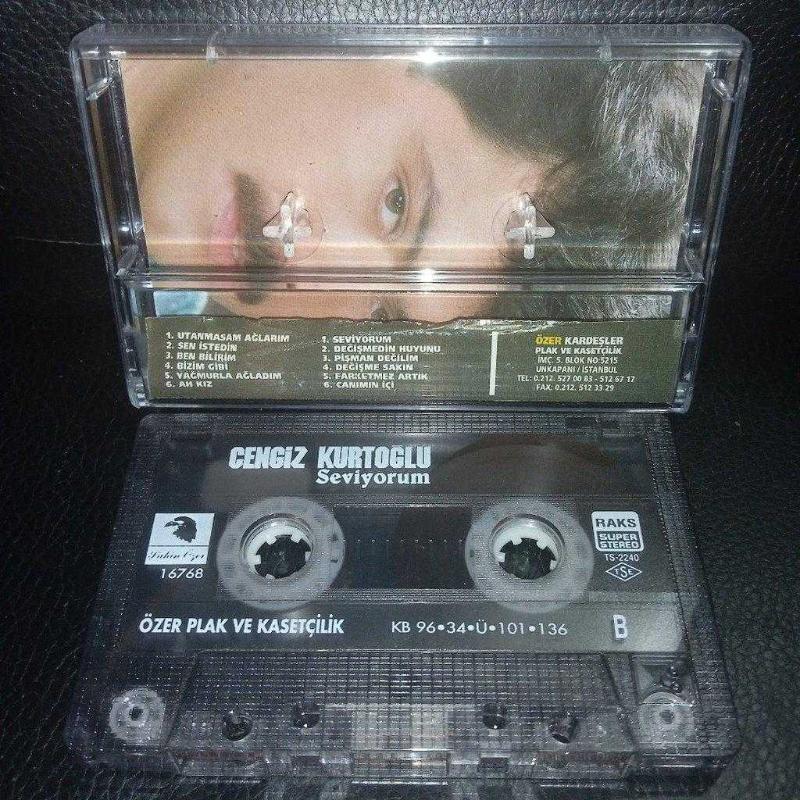 1. UTANMASAM AĞLARIM
2. SEN İSTEDİN
3. BEN BİLİRİM
4. BİZİM GİBİ
5. YAĞMURLA AĞLADIM
6. AH KIZ
1. SEVİYORUM
2. DEĞİŞMEDİN HUYUNU
3. PİŞMAN DEĞİLİM
4. DEĞİŞME SAKIN
5. FARKETMEZ ARTIK
6. CANIMIN İÇİ
ÖZER KARDEŞLER
PLAK VE KASETÇİLİK
İMÇ. 5. BLOK NO:5215
UNKAPANI / İSTANBUL
TEL: 0.212. 527 00 83 - 512 67 17
FAX: 0.212. 512 33 29
CENGİZ KURTOĞLU
Seviyorum
Şahin Özer
16768
RAKS
SUPER
STEREO
TS-2240
TSE
ÖZER PLAK VE KASETÇİLİK
KB 96•34•Ü•101•136
B